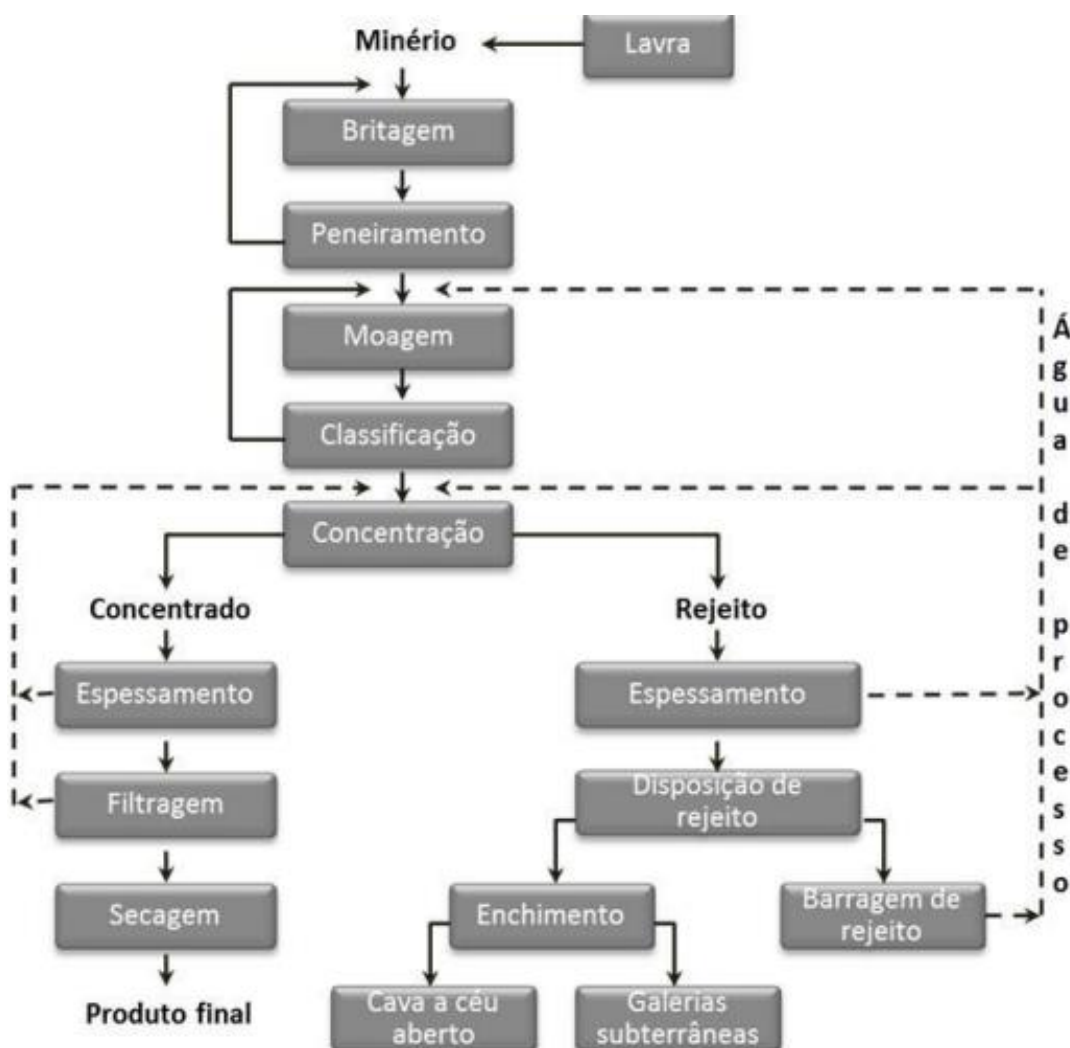 Minério
Lavra
Britagem
Peneiramento
Moagem
Classificação
Concentração
Concentrado
Rejeito
Espessamento
Espessamento
Filtragem
Disposição de
rejeito
Secagem
Enchimento
Barragem de
rejeito
Produto final
Cava a céu
aberto
Galerias
subterrâneas
Água de processo